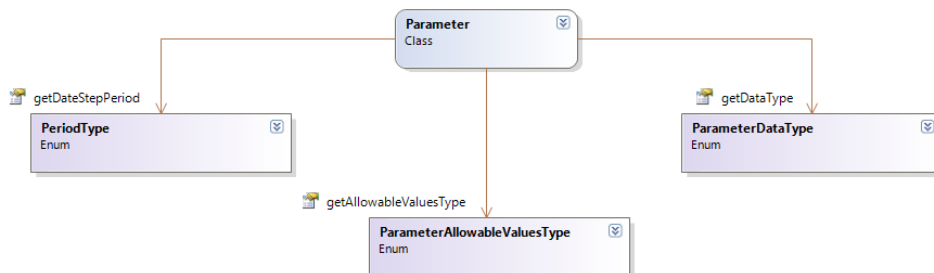 Parameter
Class
getDateStepPeriod
getDataType
PeriodType
Enum
ParameterDataType
Enum
getAllowableValuesType
ParameterAllowableValuesType
Enum